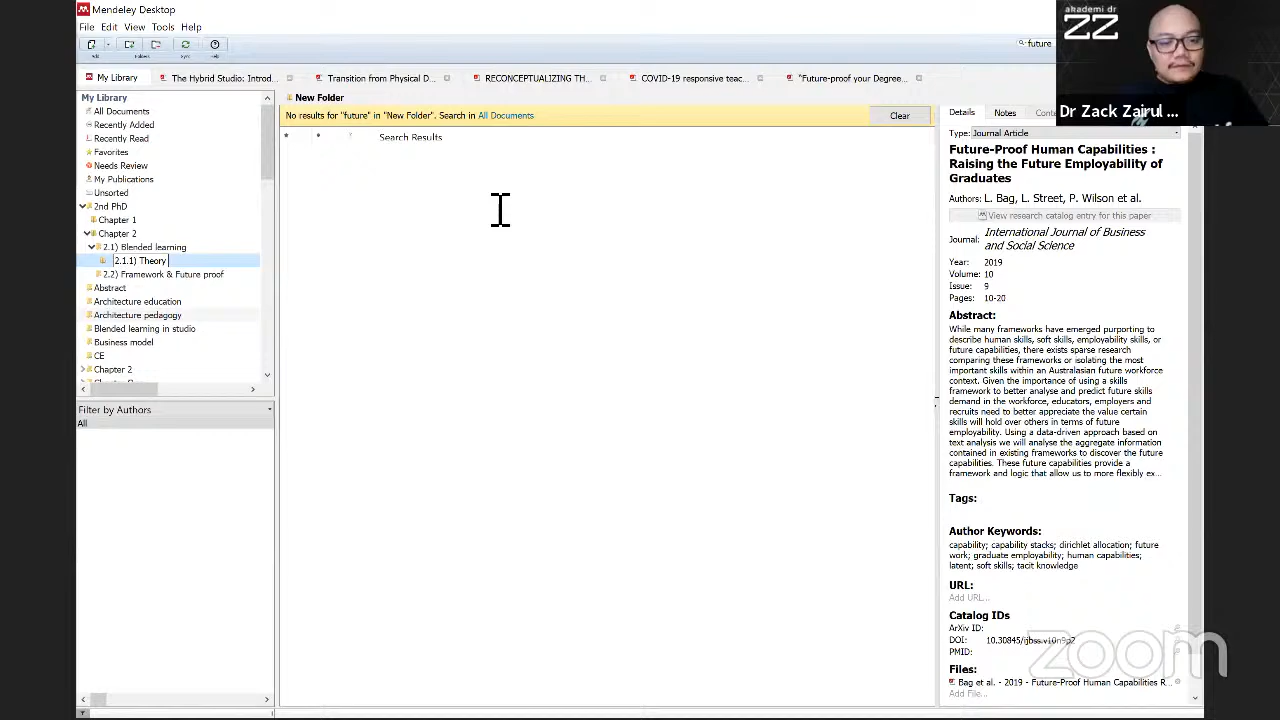 Mendeley Desktop
File Edit View Tools Help
Add Folders Sync Help
future
My Library
The Hybrid Studio: Introd...
Transition from Physical D...
RECONCEPTUALIZING TH...
COVID-19 responsive teac...
"Future-proof your Degree...
My Library
All Documents
Recently Added
Recently Read
Favorites
Needs Review
My Publications
Unsorted
2nd PhD
Chapter 1
Chapter 2
2.1) Blended learning
2.1.1) Theory
2.2) Framework & Future proof
Abstract
Architecture education
Architecture pedagogy
Blended learning in studio
Business model
CE
Chapter 2
Filter by Authors
All
New Folder
No results for "future" in "New Folder". Search in All Documents
Clear
Search Results
Details Notes Conte
Type: Journal Article
Future-Proof Human Capabilities :
Raising the Future Employability of
Graduates
Authors: L. Bag, L. Street, P. Wilson et al.
View research catalog entry for this paper
Journal: International Journal of Business
and Social Science
Year: 2019
Volume: 10
Issue: 9
Pages: 10-20
Abstract:
While many frameworks have emerged purporting to
describe human skills, soft skills, employability skills, or
future capabilities, there exists sparse research
comparing these frameworks or isolating the most
important skills within an Australasian future workforce
context. Given the importance of using a skills
framework to better analyse and predict future skills
demand in the workforce, educators, employers and
recruits need to better appreciate the value certain
skills will hold over others in terms of future
employability. Using a data-driven approach based on
text analysis we will analyse the aggregate information
contained in existing frameworks to discover the future
capabilities. These future capabilities provide a
framework and logic that allow us to more flexibly ex...
Tags:
Author Keywords:
capability; capability stacks; dirichlet allocation; future
work; graduate employability; human capabilities;
latent; soft skills; tacit knowledge
URL:
Add URL...
Catalog IDs
ArXiv ID:
DOI: 10.30845/ijbss.v10n9p2
PMID:
Files:
Bag et al. - 2019 - Future-Proof Human Capabilities R...
Add File...
akademi dr
ZZ
Dr Zack Zairul ...
zoom